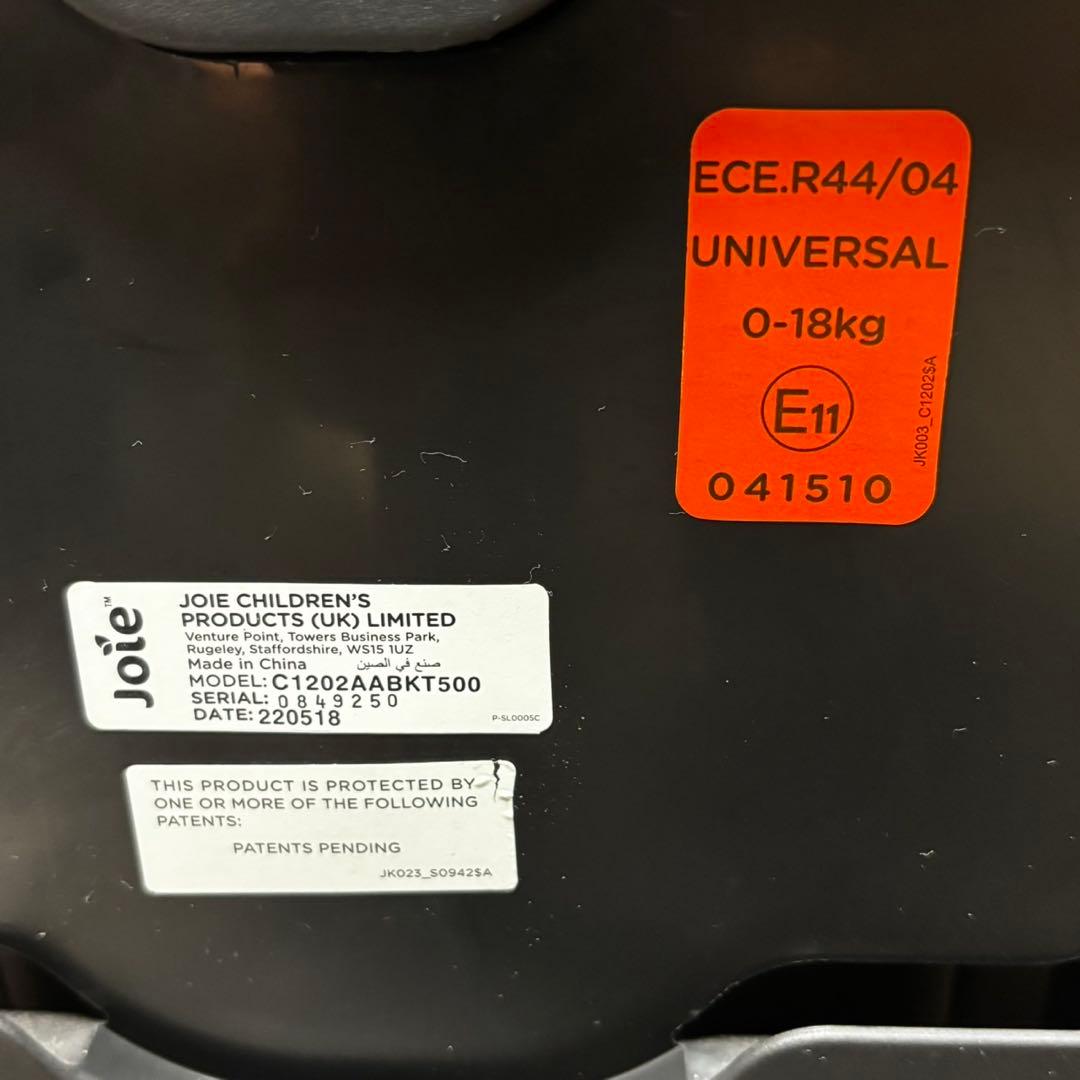 ECE.R44/04
UNIVERSAL
0-18kg
E11
041510
JK003_C1202$A
Joie™
JOIE CHILDREN'S
PRODUCTS (UK) LIMITED
Venture Point, Towers Business Park,
Rugeley, Staffordshire, WS15 1UZ
Made in China صنع في الصين
MODEL: C1202AABKT500
SERIAL: 0849250
DATE: 220518
P-SL0005C
THIS PRODUCT IS PROTECTED BY
ONE OR MORE OF THE FOLLOWING
PATENTS:
PATENTS PENDING
JK023_S0942$A